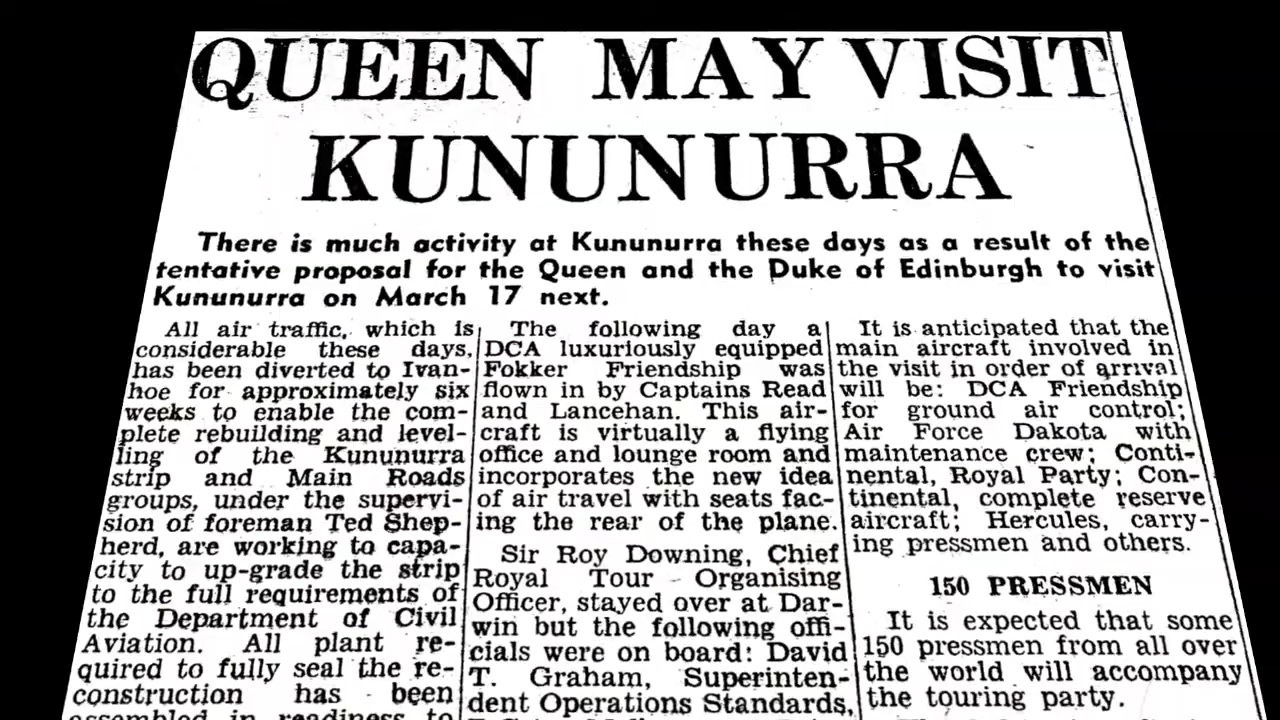 QUEEN MAY VISIT
KUNUNURRA
There is much activity at Kununurra these days as a result of the
tentative proposal for the Queen and the Duke of Edinburgh to visit
Kununurra on March 17 next.
All air traffic, which is
considerable these days,
has been diverted to Ivan-
hoe for approximately six
weeks to enable the com-
plete rebuilding and level-
ling of the Kununurra
strip and Main Roads
groups, under the supervi-
sion of foreman Ted Shep-
herd, are working to capa-
city to up-grade the strip
to the full requirements of
the Department of Civil
Aviation. All plant re-
quired to fully seal the re-
construction has been
assembled in readiness to
The following day a
DCA luxuriously equipped
Fokker Friendship was
flown in by Captains Read
and Lancehan. This air-
craft is virtually a flying
office and lounge room and
incorporates the new idea
of air travel with seats fac-
ing the rear of the plane.
Sir Roy Downing, Chief
Royal Tour Organising
Officer, stayed over at Dar-
win but the following offi-
cials were on board: David
T. Graham, Superinten-
dent Operations Standards,
It is anticipated that the
main aircraft involved in
the visit in order of arrival
will be: DCA Friendship
for ground air control;
Air Force Dakota with
maintenance crew; Conti-
nental, Royal Party; Con-
tinental, complete reserve
aircraft; Hercules, carry-
ing pressmen and others.
150 PRESSMEN
It is expected that some
150 pressmen from all over
the world will accompany
the touring party.